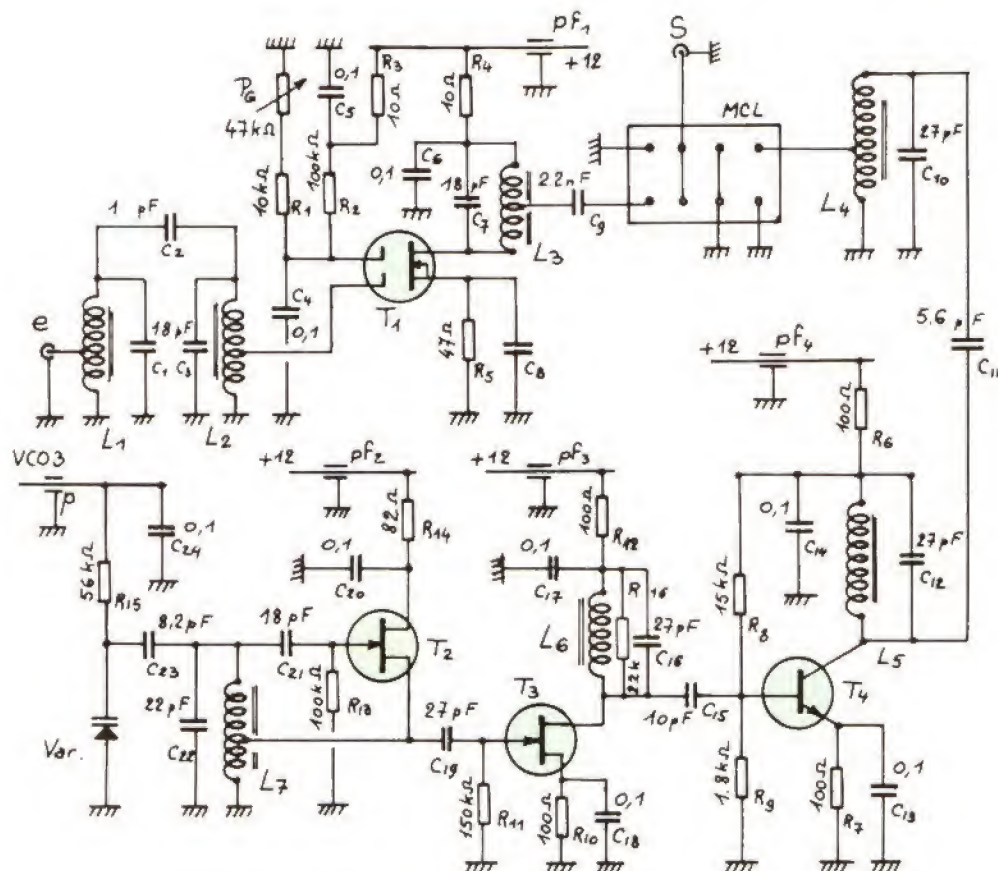 pf1
+12
S
MCL
PG
47kΩ
0,1
C5
R3
10Ω
R4
10Ω
C6
0,1
18pF
C7
22nF
C9
L3
L4
27pF
C10
10kΩ
R1
100kΩ
R2
1 pF
C2
e
18pF
C1
C3
L1
L2
C4
0,1
T1
47Ω
R5
C8
5.6 pF
C11
VCO3
p
0,1
C24
56kΩ
R15
8,2pF
C23
22pF
C22
Var.
L7
18pF
C21
100kΩ
R13
+12
pf2
82Ω
R14
0,1
C20
T2
27pF
C19
150kΩ
R11
+12
pf3
100Ω
R12
0,1
C17
L6
R16
22k
27pF
C16
T3
100Ω
R10
0,1
C18
10pF
C15
+12
pf4
100Ω
R6
0,1
C14
27pF
C12
L5
15kΩ
R8
T4
1.8kΩ
R9
100Ω
R7
0,1
C13